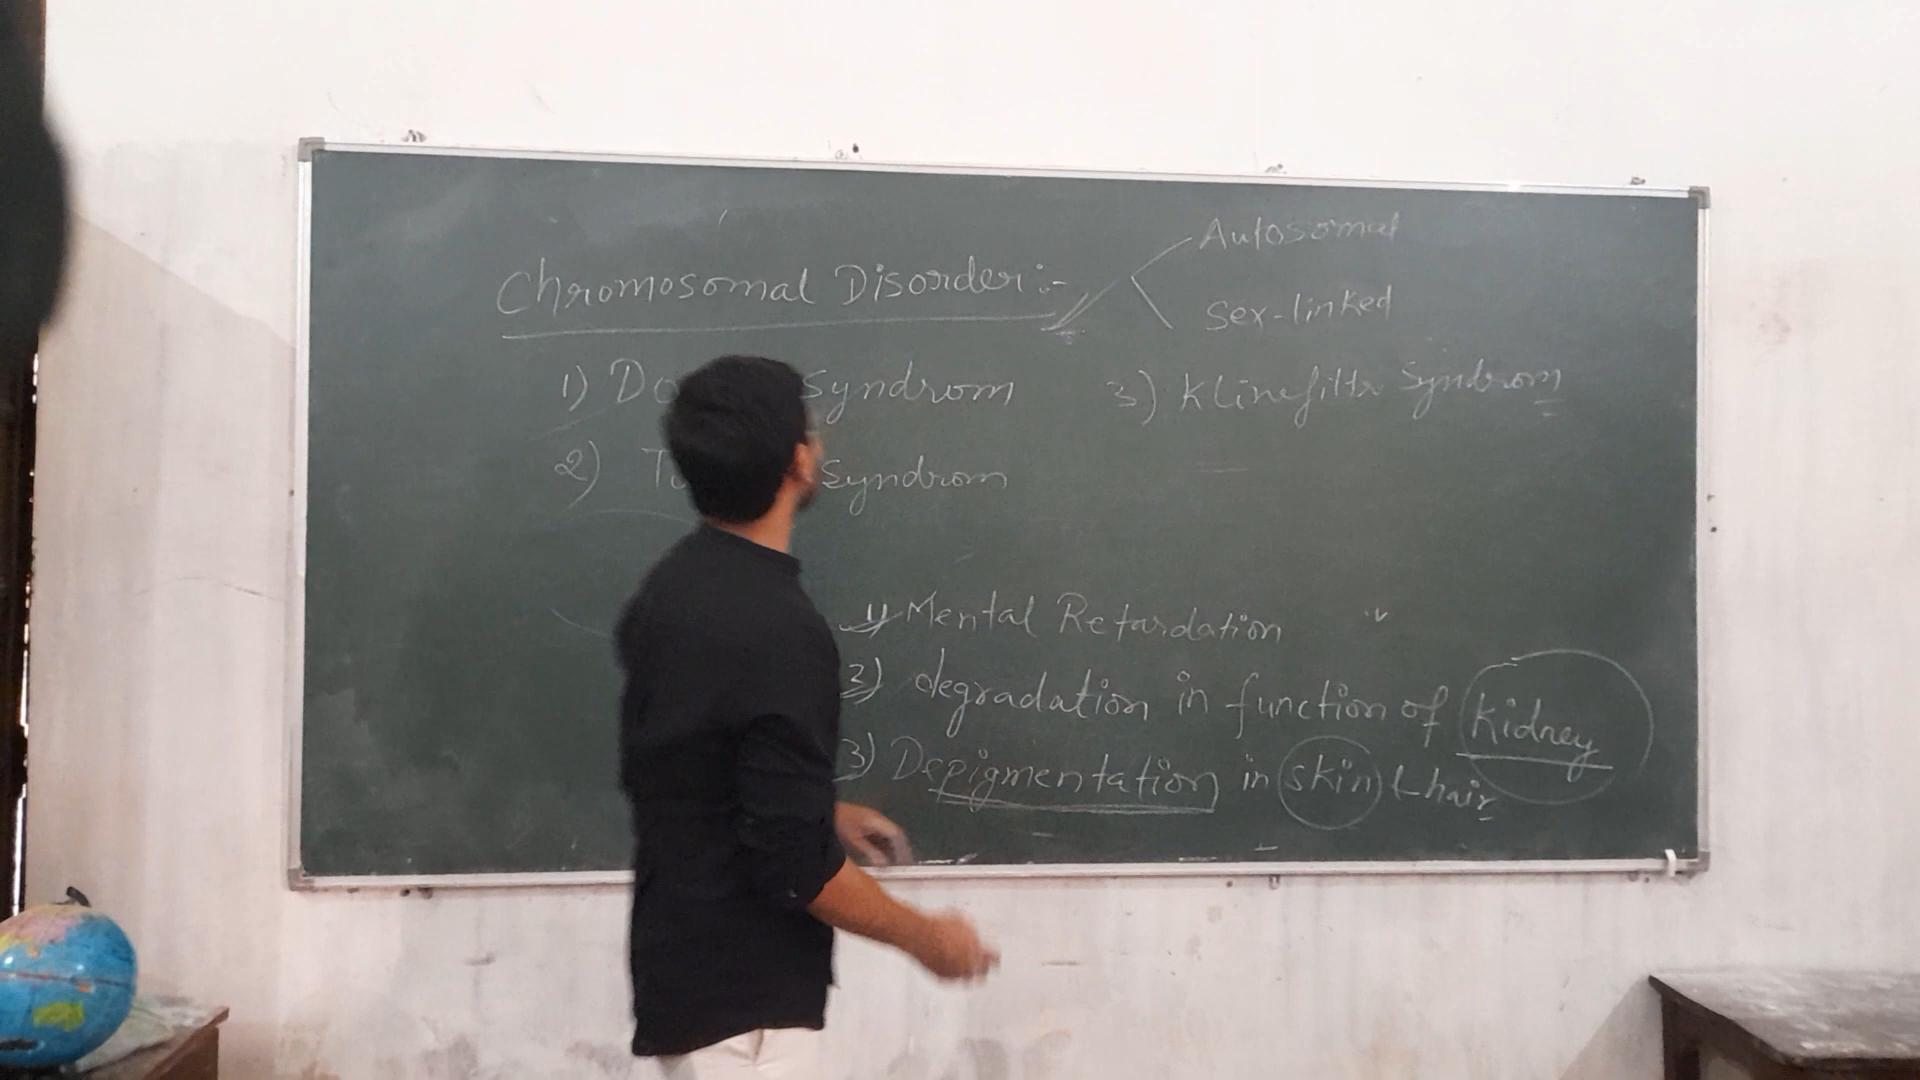 Autosomal
Chromosomal Disorder :-
Sex-linked
1) Syndrom
3) Klinefilter Syndrom
2) Syndrom
1) Mental Retardation
2) degradation in function of Kidney
3) Depigmentation in skin & hair